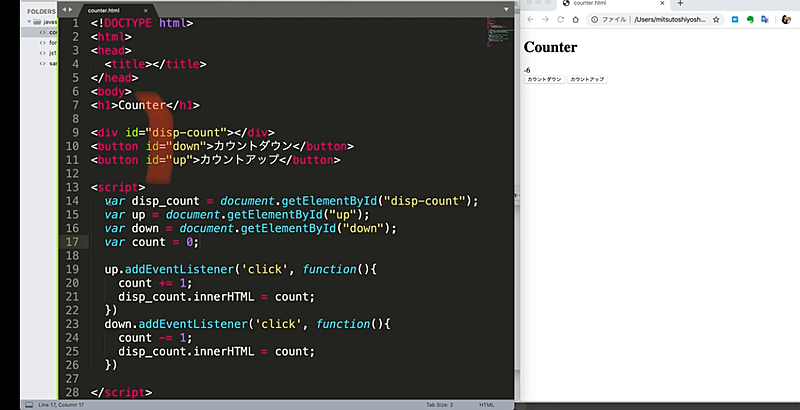 FOLDERS
counter.html
1 <!DOCTYPE html>
2 <html>
3 <head>
4 <title></title>
5 </head>
6 <body>
7 <h1>Counter</h1>
8
9 <div id="disp-count"></div>
10 <button id="down">カウントダウン</button>
11 <button id="up">カウントアップ</button>
12
13 <script>
14 var disp_count = document.getElementById("disp-count");
15 var up = document.getElementById("up");
16 var down = document.getElementById("down");
17 var count = 0;
18
19 up.addEventListener('click', function(){
20 count += 1;
21 disp_count.innerHTML = count;
22 })
23 down.addEventListener('click', function(){
24 count -= 1;
25 disp_count.innerHTML = count;
26 })
27
28 </script>
Line 17, Column 17
Tab Size: 2
HTML
counter.html
ファイル | /Users/mitsutoshiyosh...
Counter
-6
カウントダウン カウントアップ